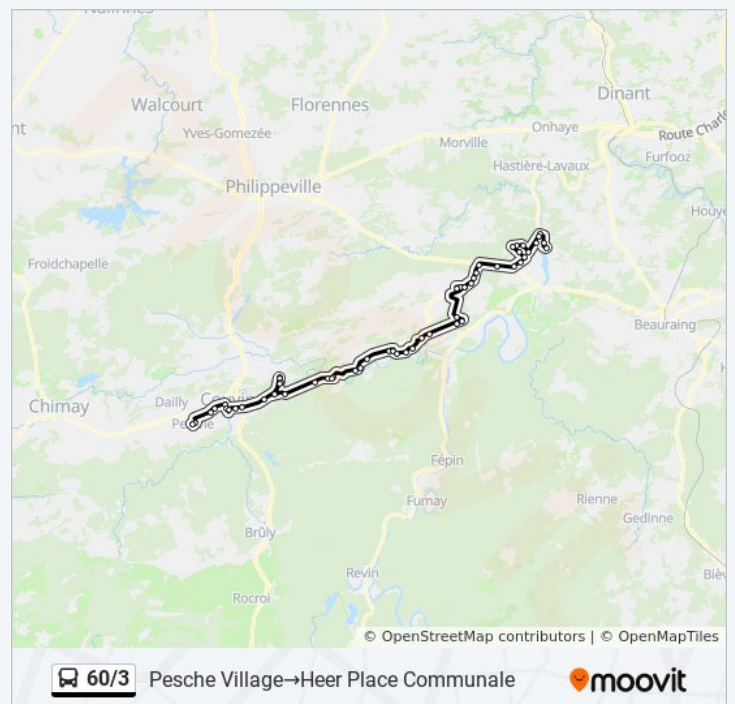 Walcourt
Florennes
Dinant
Yves-Gomezée
Onhaye
Route Charl
Morville
Furfooz
Hastière-Lavaux
Philippeville
Houye
Froidchapelle
Beauraing
Chimay
Dailly
Fépin
Fumay
Rienne
Gedinne
Brûly
Revin
Rocroi
© OpenStreetMap contributors | © OpenMapTiles
60/3 Pesche Village→Heer Place Communale
moovit